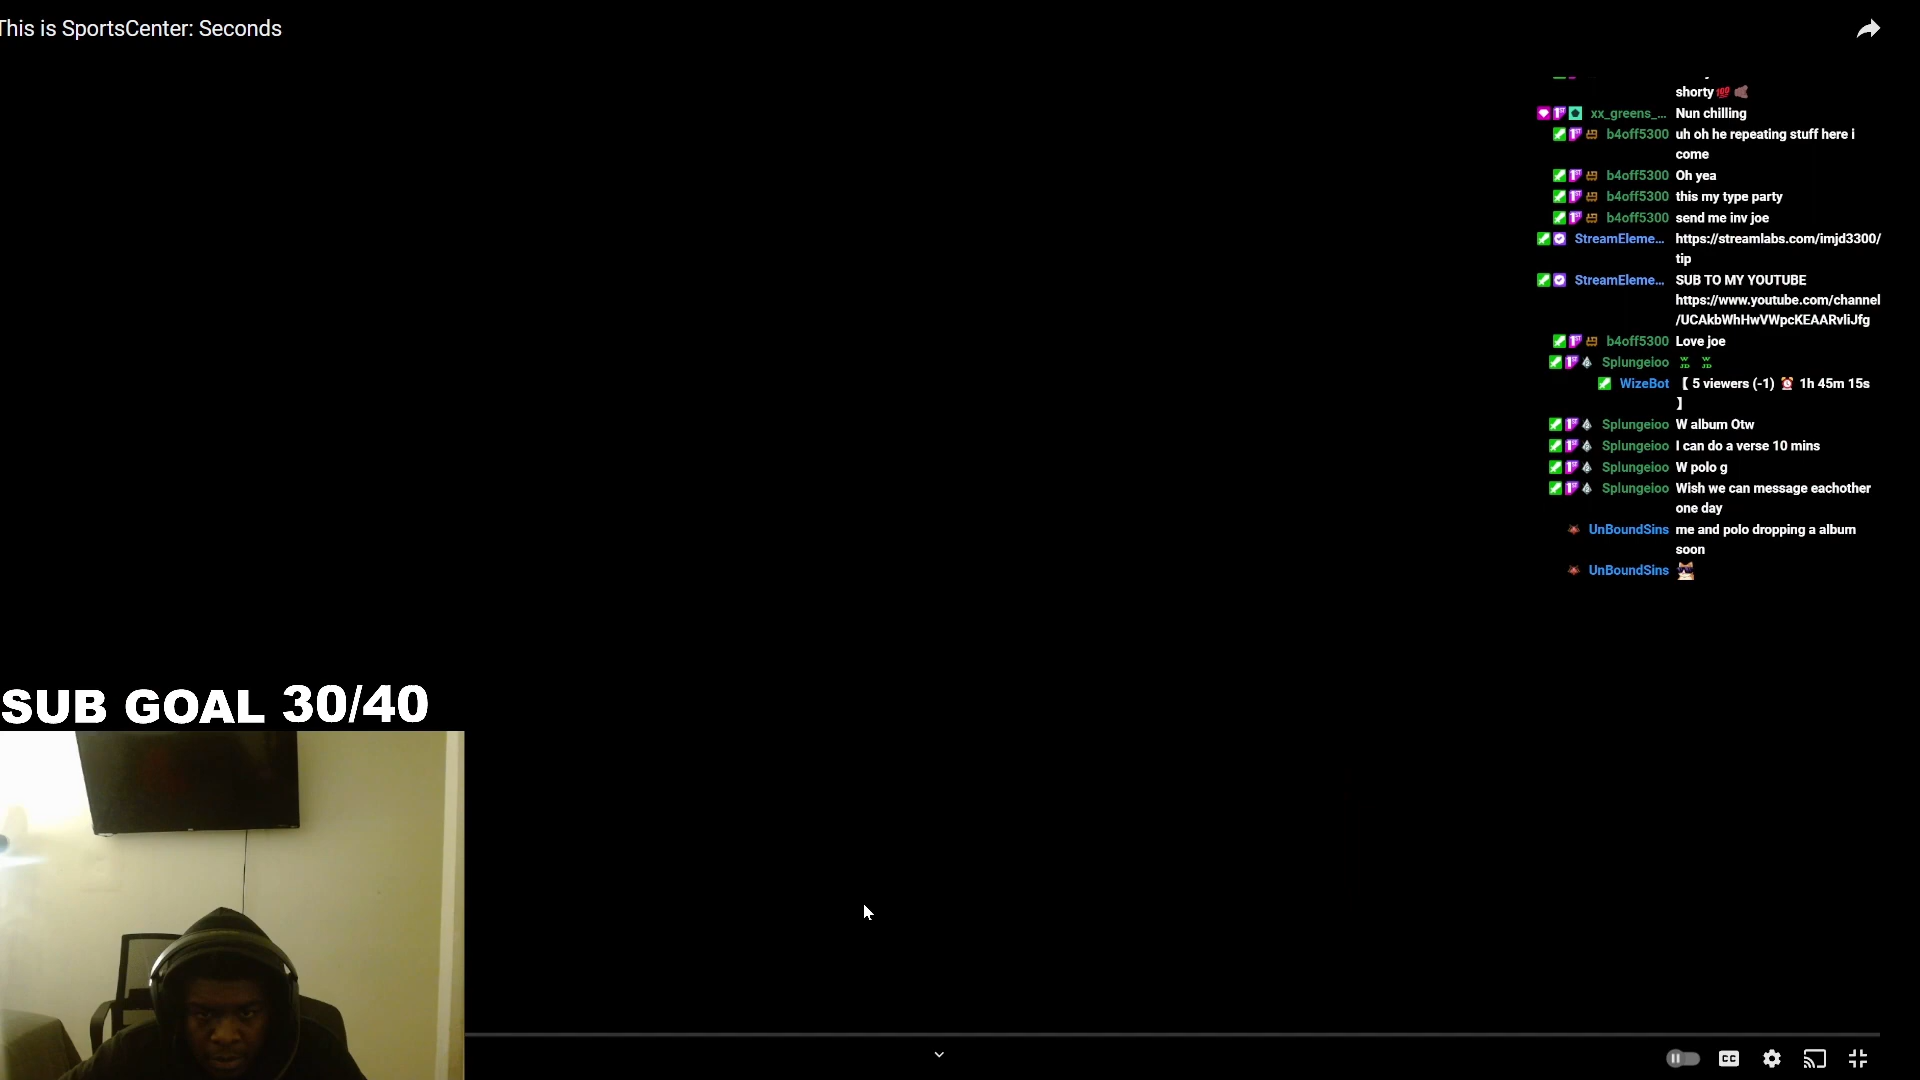 This is SportsCenter: Seconds
shorty💯
xx_greens_... Nun chilling
b4off5300 uh oh he repeating stuff here i
come
b4off5300 Oh yea
b4off5300 this my type party
b4off5300 send me inv joe
StreamEleme... https://streamlabs.com/imjd3300/
tip
StreamEleme... SUB TO MY YOUTUBE
https://www.youtube.com/channel
/UCAkbWhHwVWpcKEAARvliJfg
b4off5300 Love joe
Splungeioo W JD W JD
WizeBot 【 5 viewers (-1) ⏰ 1h 45m 15s
】
Splungeioo W album Otw
Splungeioo I can do a verse 10 mins
Splungeioo W polo g
Splungeioo Wish we can message eachother
one day
UnBoundSins me and polo dropping a album
soon
UnBoundSins
SUB GOAL 30/40
CC